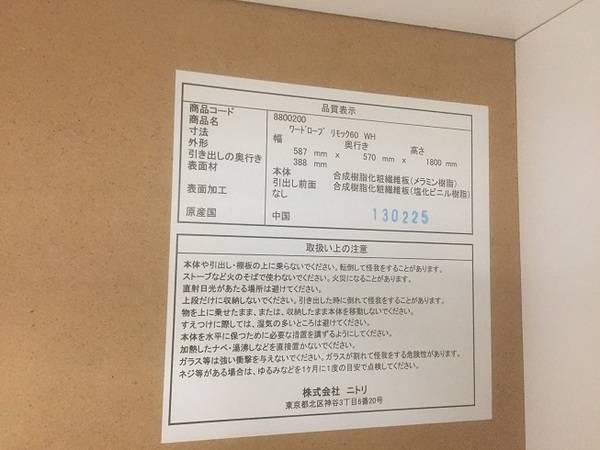 品質表示
商品コード 8800200
商品名 ワードローブ リモック60 WH
寸法 幅 奥行き 高さ
外形 587 mm x 570 mm x 1800 mm
引き出しの奥行き 388 mm
表面材 本体 合成樹脂化粧繊維板(メラミン樹脂)
引出し前面 合成樹脂化粧繊維板(塩化ビニル樹脂)
表面加工 なし
原産国 中国 130225
取扱い上の注意
本体や引出し・棚板の上に乗らないでください。転倒して怪我をすることがあります。
ストーブなど火のそばで使わないでください。火災になることがあります。
直射日光があたる場所は避けてください。
上段だけに収納しないでください。引き出した時に倒れて怪我をすることがあります。
物を上に乗せたまま、または、収納したまま本体を移動しないでください。
すえつけに際しては、湿気の多いところは避けてください。
本体を水平に保つために必要な措置を講ずるようにしてください。
加熱したナベ・湯沸しなどを直接置かないでください。
ガラス等は強い衝撃を与えないでください。ガラスが割れて怪我をする危険性があります。
ネジ等がある場合は、ゆるみなどを1ヶ月に1度の目安で点検してください。
株式会社 ニトリ
東京都北区神谷3丁目6番20号